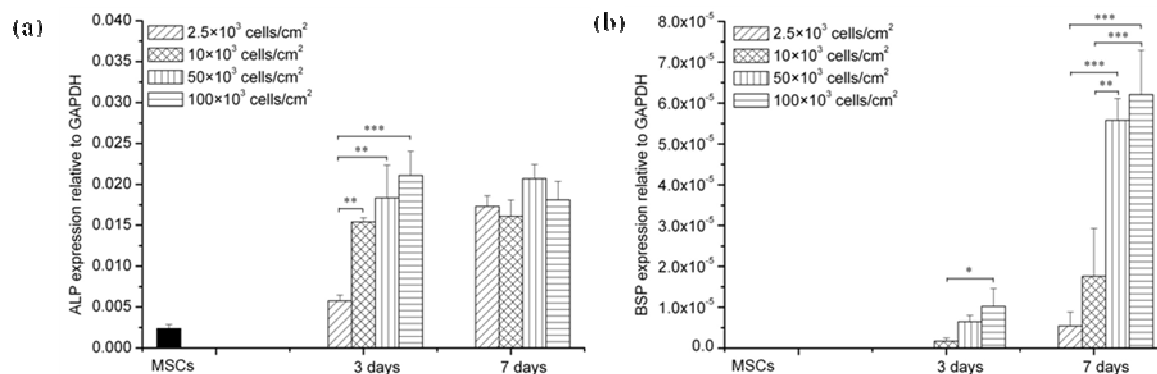 (a)
ALP expression relative to GAPDH
0.040
0.035
0.030
0.025
0.020
0.015
0.010
0.005
0.000
2.5×10³ cells/cm²
10×10³ cells/cm²
50×10³ cells/cm²
100×10³ cells/cm²
***
**
**
MSCs
3 days
7 days
(b)
BSP expression relative to GAPDH
8.0x10⁻⁵
7.0x10⁻⁵
6.0x10⁻⁵
5.0x10⁻⁵
4.0x10⁻⁵
3.0x10⁻⁵
2.0x10⁻⁵
1.0x10⁻⁵
0.0
2.5×10³ cells/cm²
10×10³ cells/cm²
50×10³ cells/cm²
100×10³ cells/cm²
***
***
***
**
*
MSCs
3 days
7 days